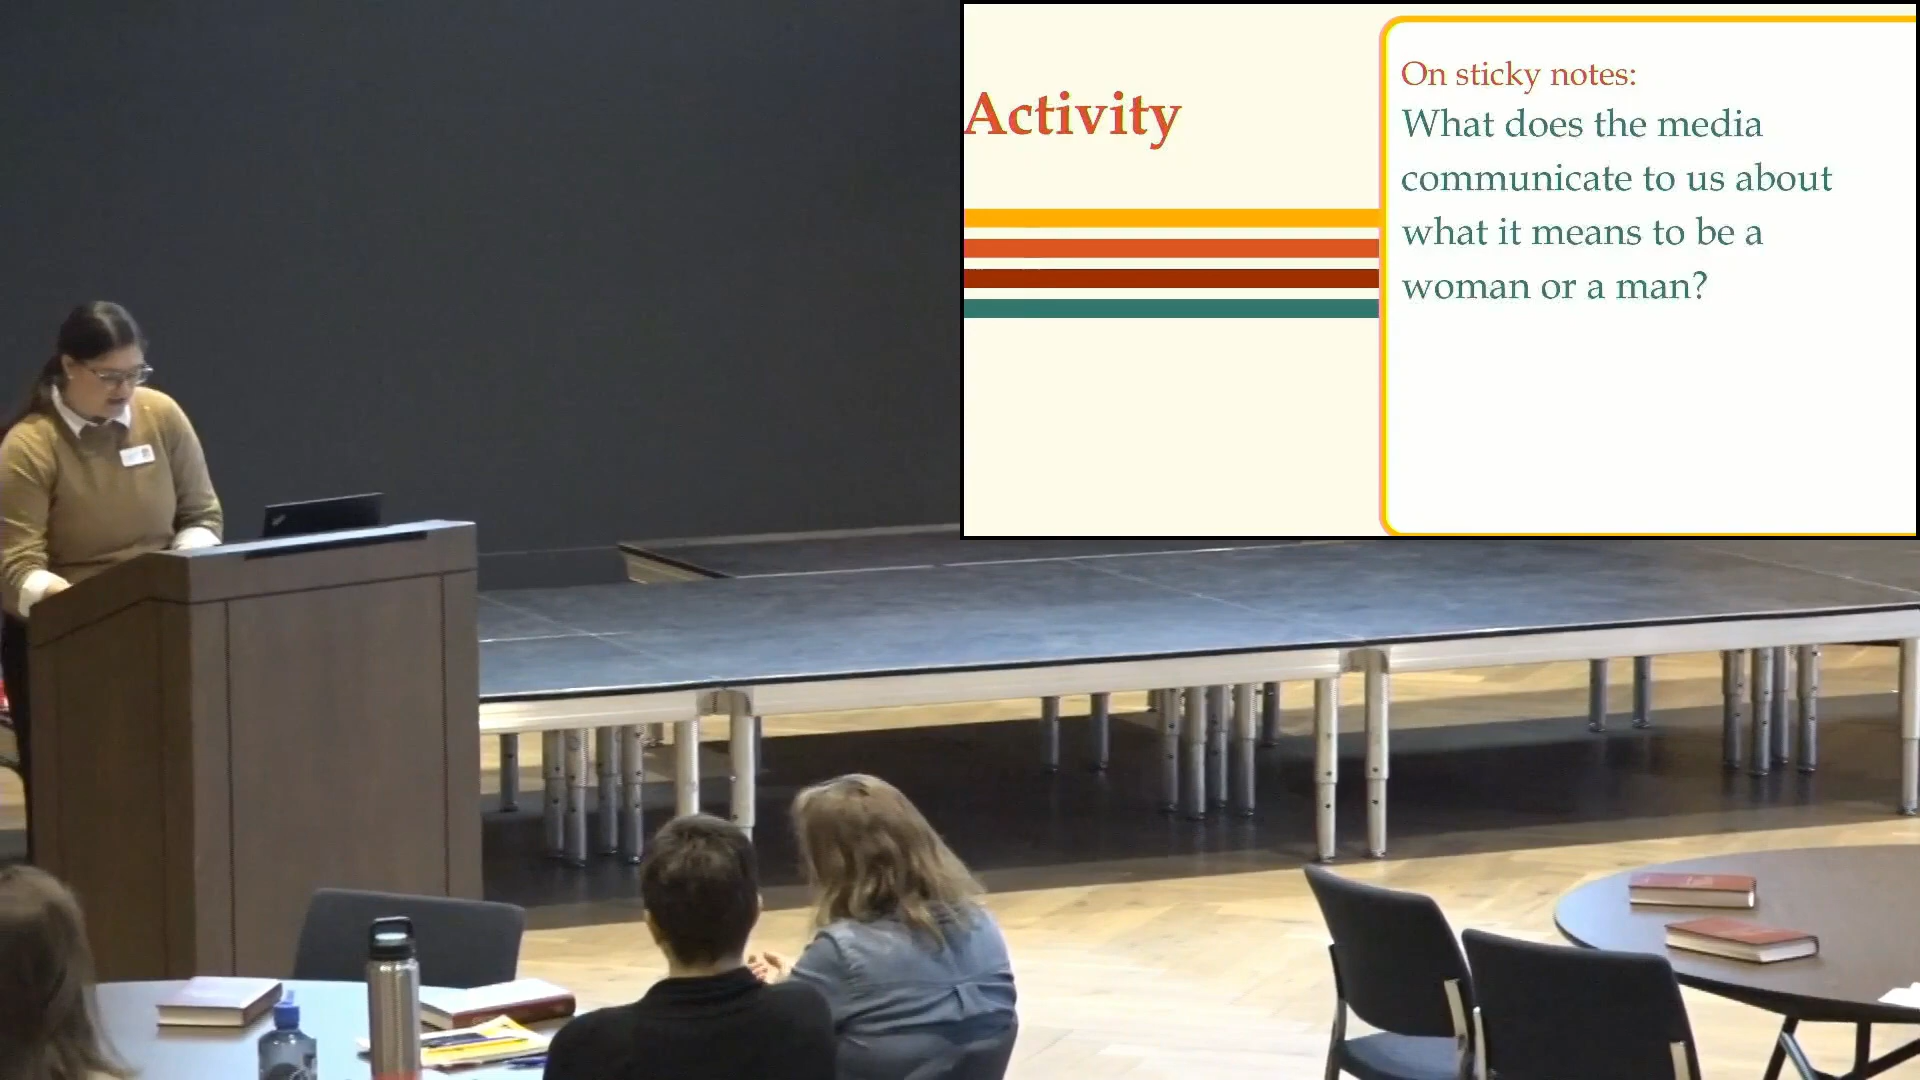 Activity
On sticky notes:
What does the media
communicate to us about
what it means to be a
woman or a man?